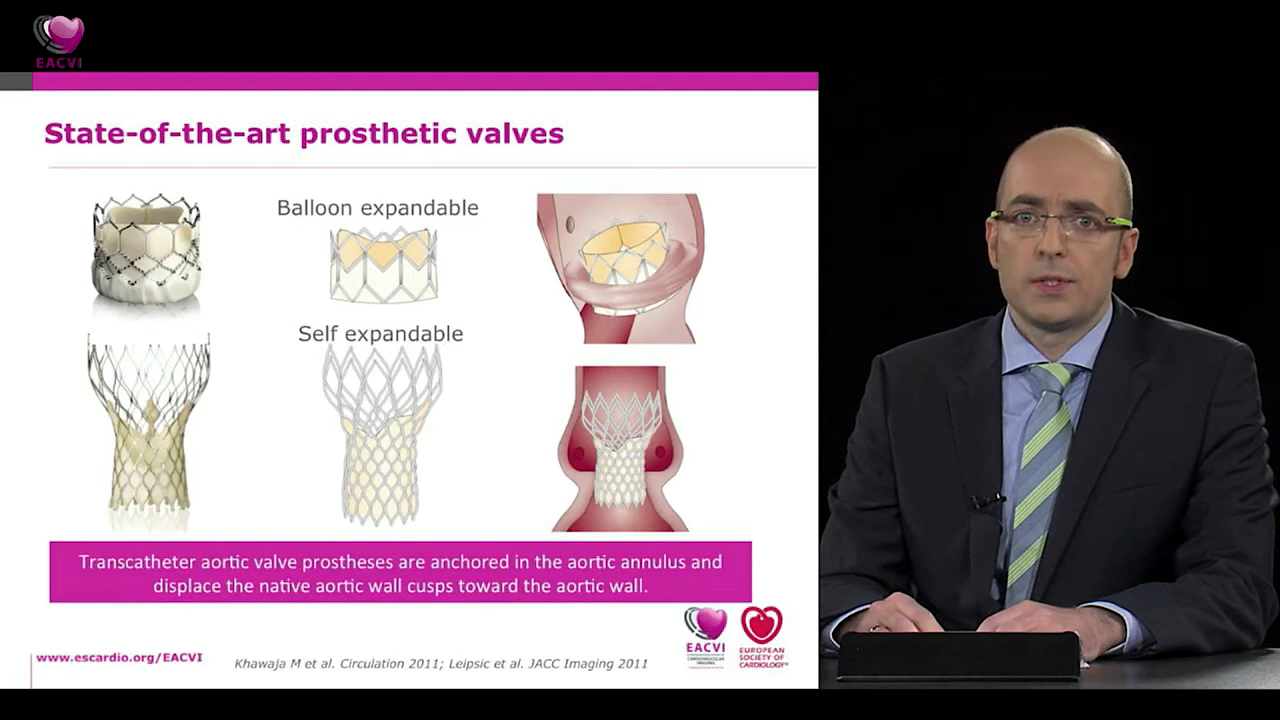 EACVI
State-of-the-art prosthetic valves
Balloon expandable
Self expandable
Transcatheter aortic valve prostheses are anchored in the aortic annulus and
displace the native aortic wall cusps toward the aortic wall.
EACVI
EUROPEAN
SOCIETY OF
CARDIOLOGY®
www.escardio.org/EACVI
Khawaja M et al. Circulation 2011; Leipsic et al. JACC Imaging 2011